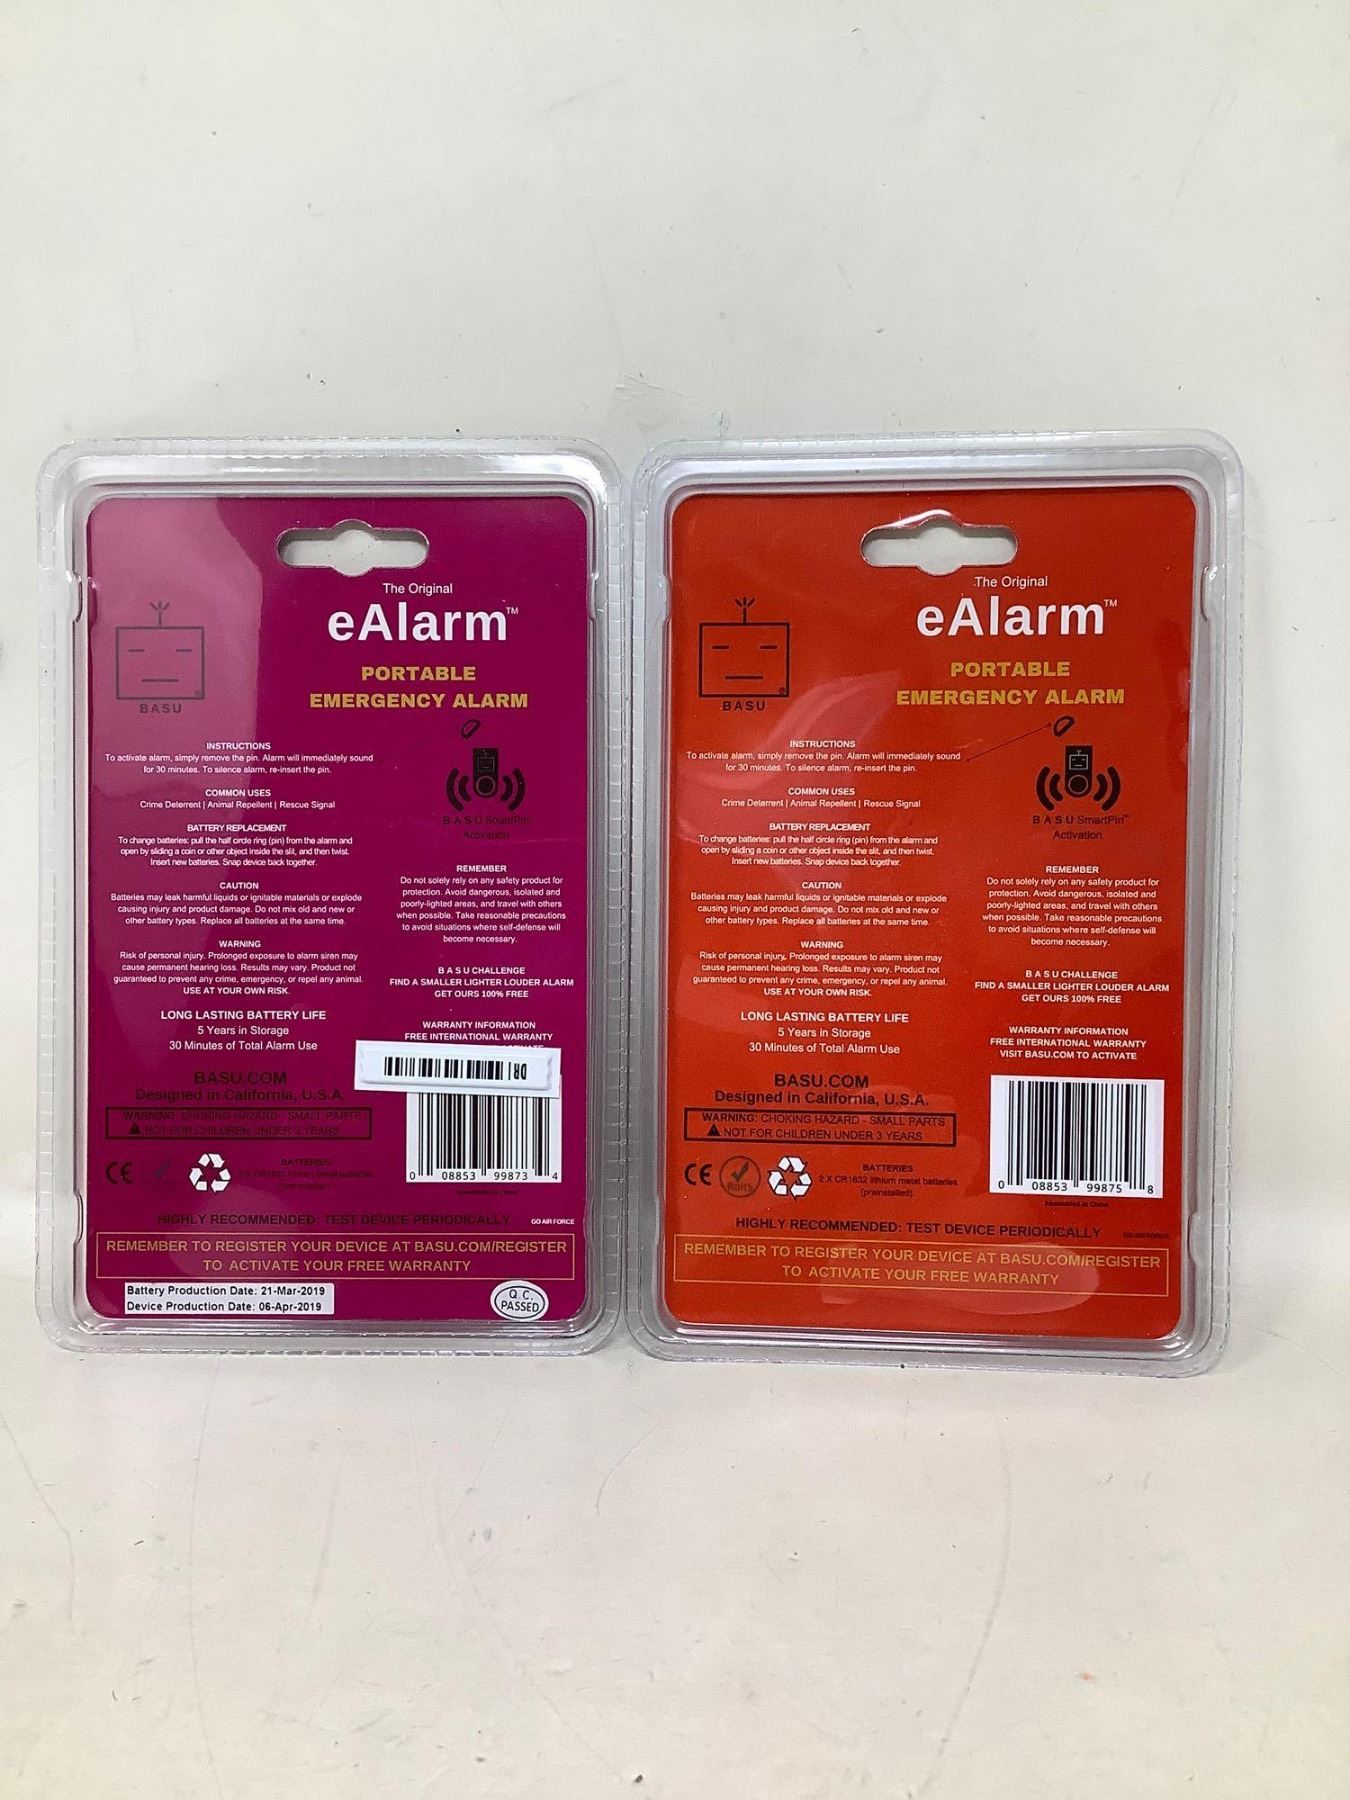 The Original
eAlarm™
PORTABLE
EMERGENCY ALARM
BASU
INSTRUCTIONS
To activate alarm, simply remove the pin. Alarm will immediately sound
for 30 minutes. To silence alarm, re-insert the pin.
COMMON USES
Crime Deterrent | Animal Repellent | Rescue Signal
BATTERY REPLACEMENT
To change batteries: pull the half circle ring (pin) from the alarm and
open by sliding a coin or other object inside the slit, and then twist.
Insert new batteries. Snap device back together.
CAUTION
Batteries may leak harmful liquids or ignitable materials or explode
causing injury and product damage. Do not mix old and new or
other battery types. Replace all batteries at the same time.
WARNING
Risk of personal injury. Prolonged exposure to alarm siren may
cause permanent hearing loss. Results may vary. Product not
guaranteed to prevent any crime, emergency, or repel any animal.
USE AT YOUR OWN RISK.
LONG LASTING BATTERY LIFE
5 Years in Storage
30 Minutes of Total Alarm Use
BASU SmartPin™
Activation
REMEMBER
Do not solely rely on any safety product for
protection. Avoid dangerous, isolated and
poorly-lighted areas, and travel with others
when possible. Take reasonable precautions
to avoid situations where self-defense will
become necessary.
BASU CHALLENGE
FIND A SMALLER LIGHTER LOUDER ALARM
GET OURS 100% FREE
WARRANTY INFORMATION
FREE INTERNATIONAL WARRANTY
DR
BASU.COM
Designed in California, U.S.A.
WARNING: CHOKING HAZARD - SMALL PARTS
NOT FOR CHILDREN UNDER 3 YEARS
CE
BATTERIES
2 X CR1632 lithium metal batteries
(preinstalled)
0 08853 99873 4
Assembled in China
HIGHLY RECOMMENDED: TEST DEVICE PERIODICALLY
GO AIR FORCE
REMEMBER TO REGISTER YOUR DEVICE AT BASU.COM/REGISTER
TO ACTIVATE YOUR FREE WARRANTY
Battery Production Date: 21-Mar-2019
Device Production Date: 06-Apr-2019
Q.C.
PASSED
The Original
eAlarm™
PORTABLE
EMERGENCY ALARM
BASU
INSTRUCTIONS
To activate alarm, simply remove the pin. Alarm will immediately sound
for 30 minutes. To silence alarm, re-insert the pin.
COMMON USES
Crime Deterrent | Animal Repellent | Rescue Signal
BATTERY REPLACEMENT
To change batteries: pull the half circle ring (pin) from the alarm and
open by sliding a coin or other object inside the slit, and then twist.
Insert new batteries. Snap device back together.
CAUTION
Batteries may leak harmful liquids or ignitable materials or explode
causing injury and product damage. Do not mix old and new or
other battery types. Replace all batteries at the same time.
WARNING
Risk of personal injury. Prolonged exposure to alarm siren may
cause permanent hearing loss. Results may vary. Product not
guaranteed to prevent any crime, emergency, or repel any animal.
USE AT YOUR OWN RISK.
LONG LASTING BATTERY LIFE
5 Years in Storage
30 Minutes of Total Alarm Use
BASU SmartPin™
Activation
REMEMBER
Do not solely rely on any safety product for
protection. Avoid dangerous, isolated and
poorly-lighted areas, and travel with others
when possible. Take reasonable precautions
to avoid situations where self-defense will
become necessary.
BASU CHALLENGE
FIND A SMALLER LIGHTER LOUDER ALARM
GET OURS 100% FREE
WARRANTY INFORMATION
FREE INTERNATIONAL WARRANTY
VISIT BASU.COM TO ACTIVATE
BASU.COM
Designed in California, U.S.A.
WARNING: CHOKING HAZARD - SMALL PARTS
NOT FOR CHILDREN UNDER 3 YEARS
CE
RoHS
BATTERIES
2 X CR1632 lithium metal batteries
(preinstalled)
0 08853 99875 8
Assembled in China
HIGHLY RECOMMENDED: TEST DEVICE PERIODICALLY
GO AIR FORCE
REMEMBER TO REGISTER YOUR DEVICE AT BASU.COM/REGISTER
TO ACTIVATE YOUR FREE WARRANTY